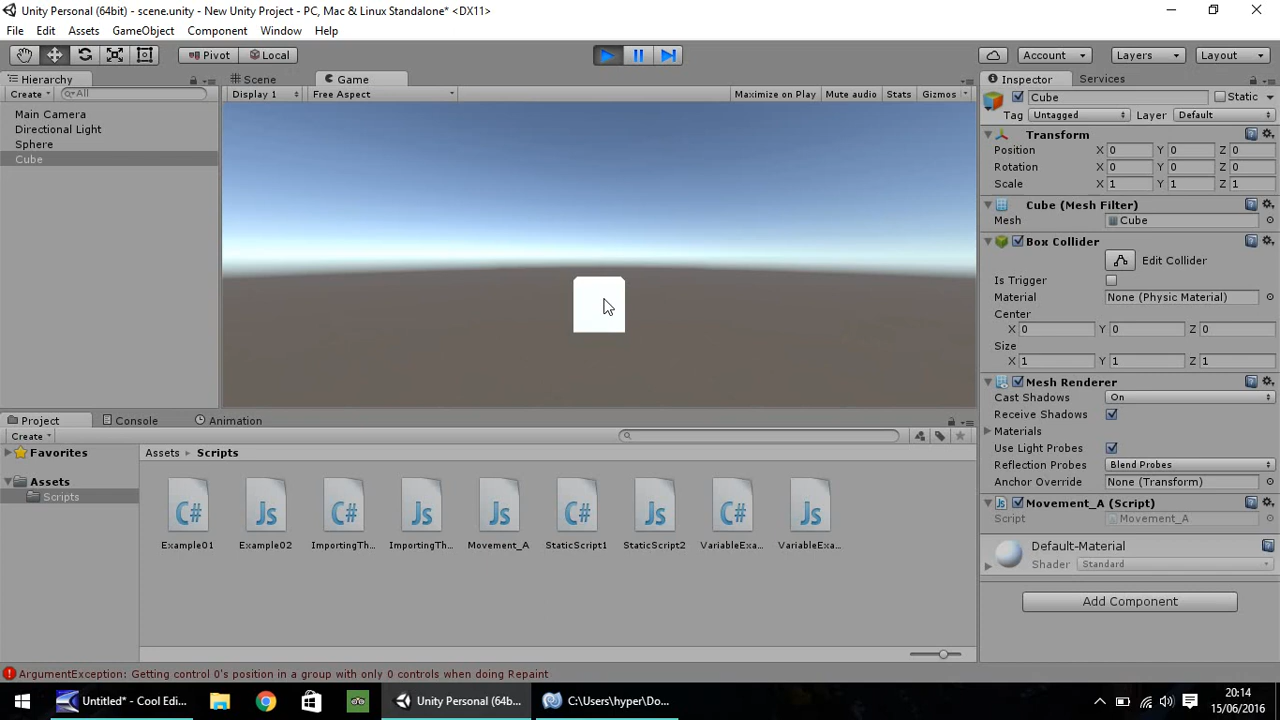 Unity Personal (64bit) - scene.unity - New Unity Project - PC, Mac & Linux Standalone* <DX11>
File Edit Assets GameObject Component Window Help
Pivot Local Account Layers Layout
Hierarchy
Create All
Main Camera
Directional Light
Sphere
Cube
Scene Game
Display 1 Free Aspect Maximize on Play Mute audio Stats Gizmos
Inspector Services
Cube Static
Tag Untagged Layer Default
Transform
Position X 0 Y 0 Z 0
Rotation X 0 Y 0 Z 0
Scale X 1 Y 1 Z 1
Cube (Mesh Filter)
Mesh Cube
Box Collider
Edit Collider
Is Trigger
Material None (Physic Material)
Center
X 0 Y 0 Z 0
Size
X 1 Y 1 Z 1
Mesh Renderer
Cast Shadows On
Receive Shadows
Materials
Use Light Probes
Reflection Probes Blend Probes
Anchor Override None (Transform)
Js Movement_A (Script)
Script Movement_A
Default-Material
Shader Standard
Add Component
Project Console Animation
Create
Favorites
Assets
Scripts
Assets Scripts
C# Js C# Js Js C# Js C# Js
Example01 Example02 ImportingTh... ImportingTh... Movement_A StaticScript1 StaticScript2 VariableExa... VariableExa...
ArgumentException: Getting control 0's position in a group with only 0 controls when doing Repaint
Untitled* - Cool Edi... Unity Personal (64bi... C:\Users\hyper\Do...
20:14
15/06/2016